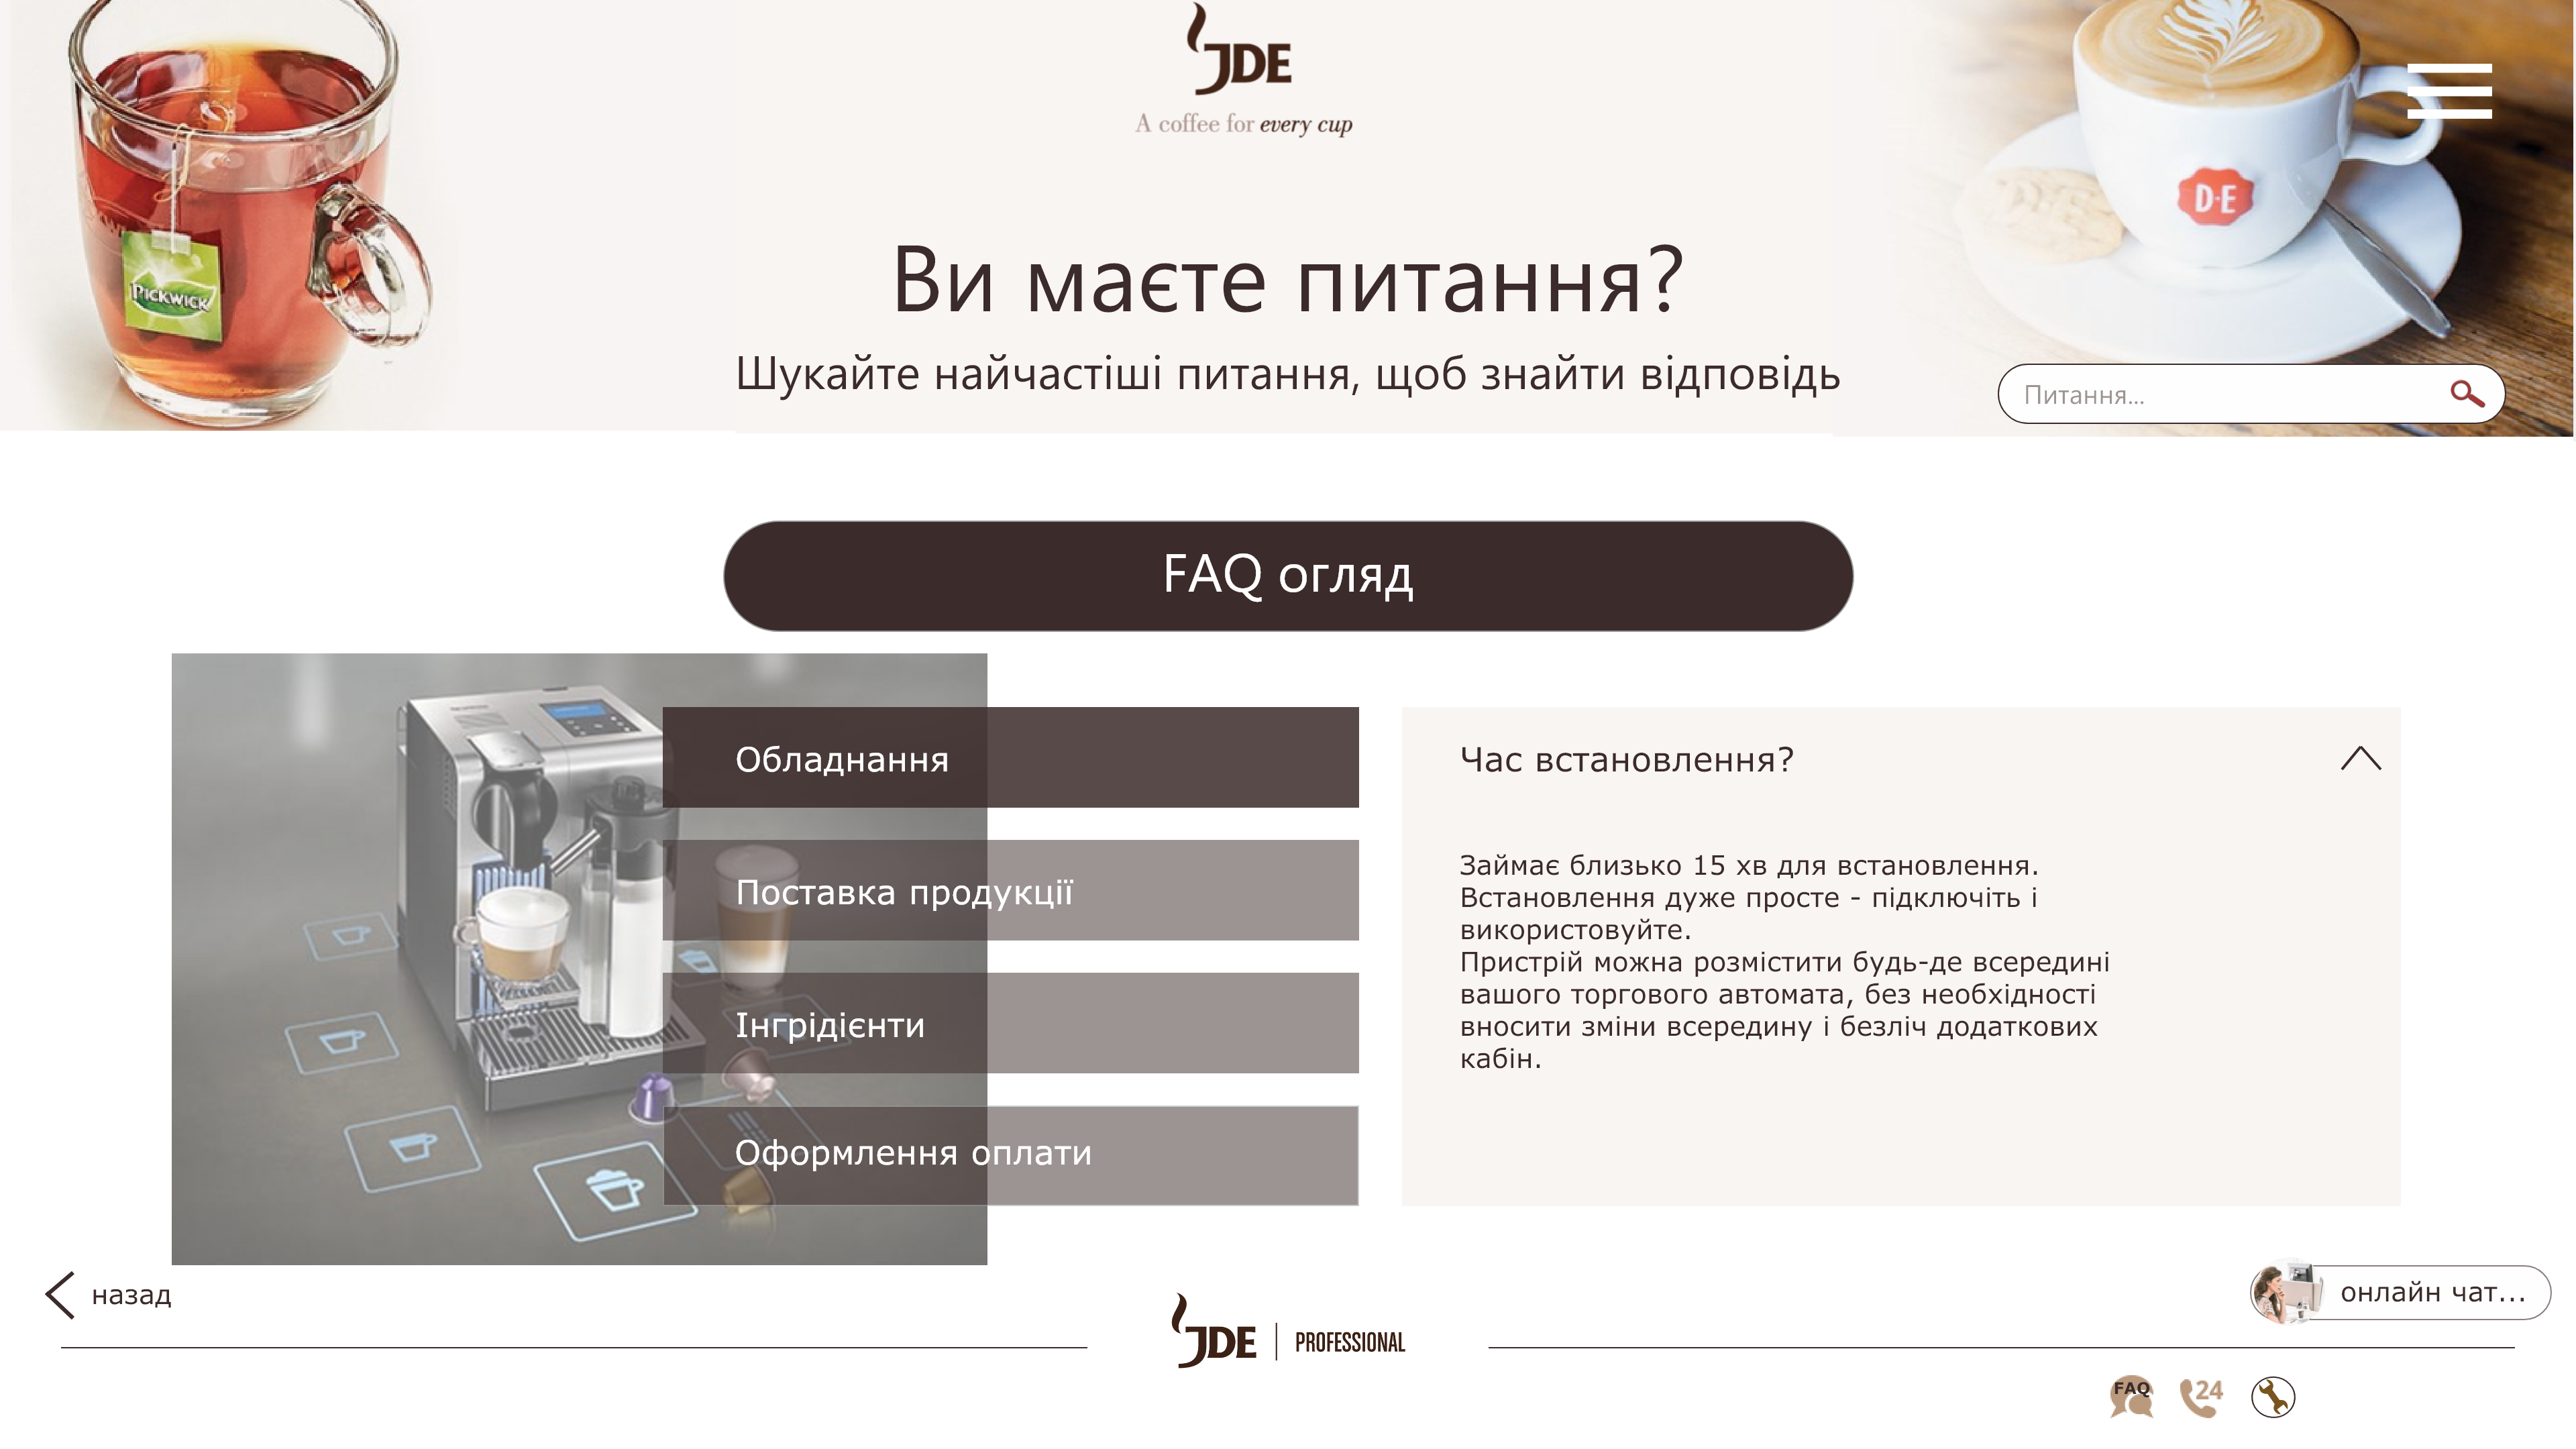 JDE
A coffee for every cup
PICKWICK
D·E
Ви маєте питання?
Шукайте найчастіші питання, щоб знайти відповідь
Питання...
FAQ огляд
Обладнання
Поставка продукції
Інгрідієнти
Оформлення оплати
Час встановлення?
Займає близько 15 хв для встановлення.
Встановлення дуже просте - підключіть і
використовуйте.
Пристрій можна розмістити будь-де всередині
вашого торгового автомата, без необхідності
вносити зміни всередину і безліч додаткових
кабін.
назад
онлайн чат...
JDE | PROFESSIONAL
FAQ
24